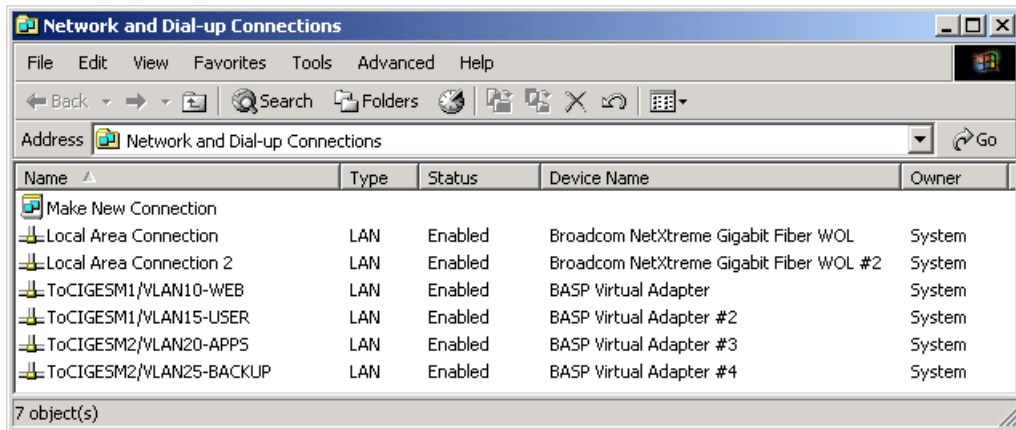 Network and Dial-up Connections
File Edit View Favorites Tools Advanced Help
Back Search Folders
Address Network and Dial-up Connections Go
Name Type Status Device Name Owner
Make New Connection
Local Area Connection LAN Enabled Broadcom NetXtreme Gigabit Fiber WOL System
Local Area Connection 2 LAN Enabled Broadcom NetXtreme Gigabit Fiber WOL #2 System
ToCIGESM1/VLAN10-WEB LAN Enabled BASP Virtual Adapter System
ToCIGESM1/VLAN15-USER LAN Enabled BASP Virtual Adapter #2 System
ToCIGESM2/VLAN20-APPS LAN Enabled BASP Virtual Adapter #3 System
ToCIGESM2/VLAN25-BACKUP LAN Enabled BASP Virtual Adapter #4 System
7 object(s)